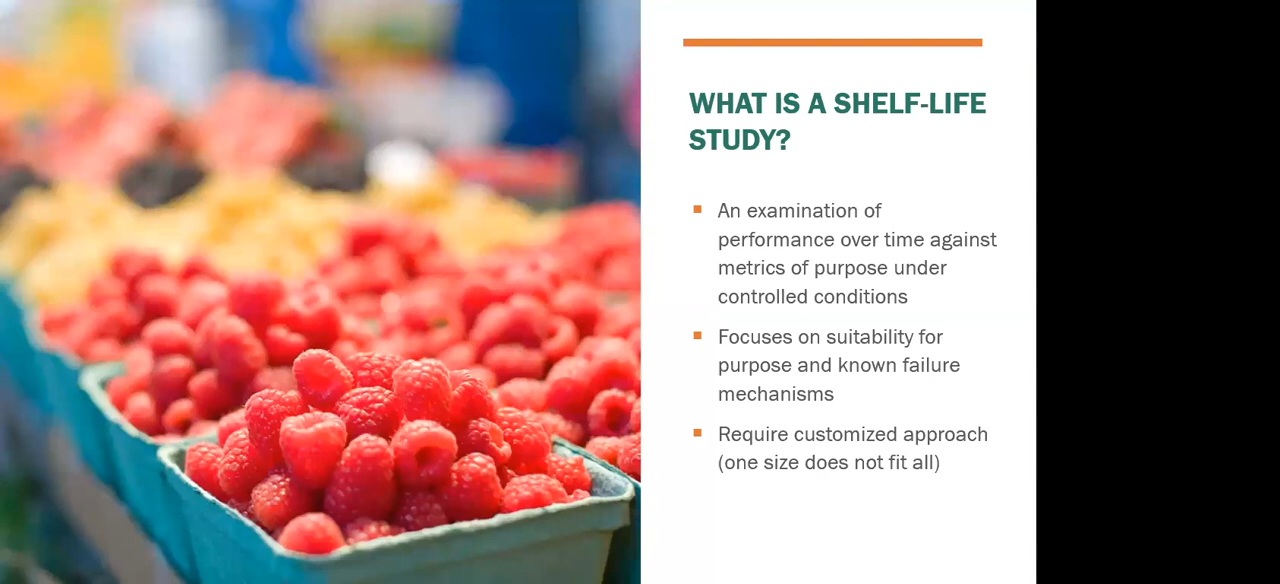 WHAT IS A SHELF-LIFE
STUDY?
An examination of
performance over time against
metrics of purpose under
controlled conditions
Focuses on suitability for
purpose and known failure
mechanisms
Require customized approach
(one size does not fit all)